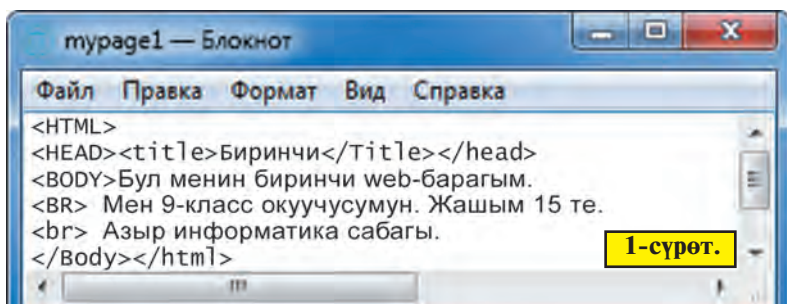 mypage1 — Блокнот
Файл Правка Формат Вид Справка
<HTML>
<HEAD><title>Биринчи</Title></head>
<BODY>Бул менин биринчи web-барагым.
<BR> Мен 9-класс окуучусумун. Жашым 15 те.
<br> Азыр информатика сабагы.
</Body></html>
1-сүрөт.